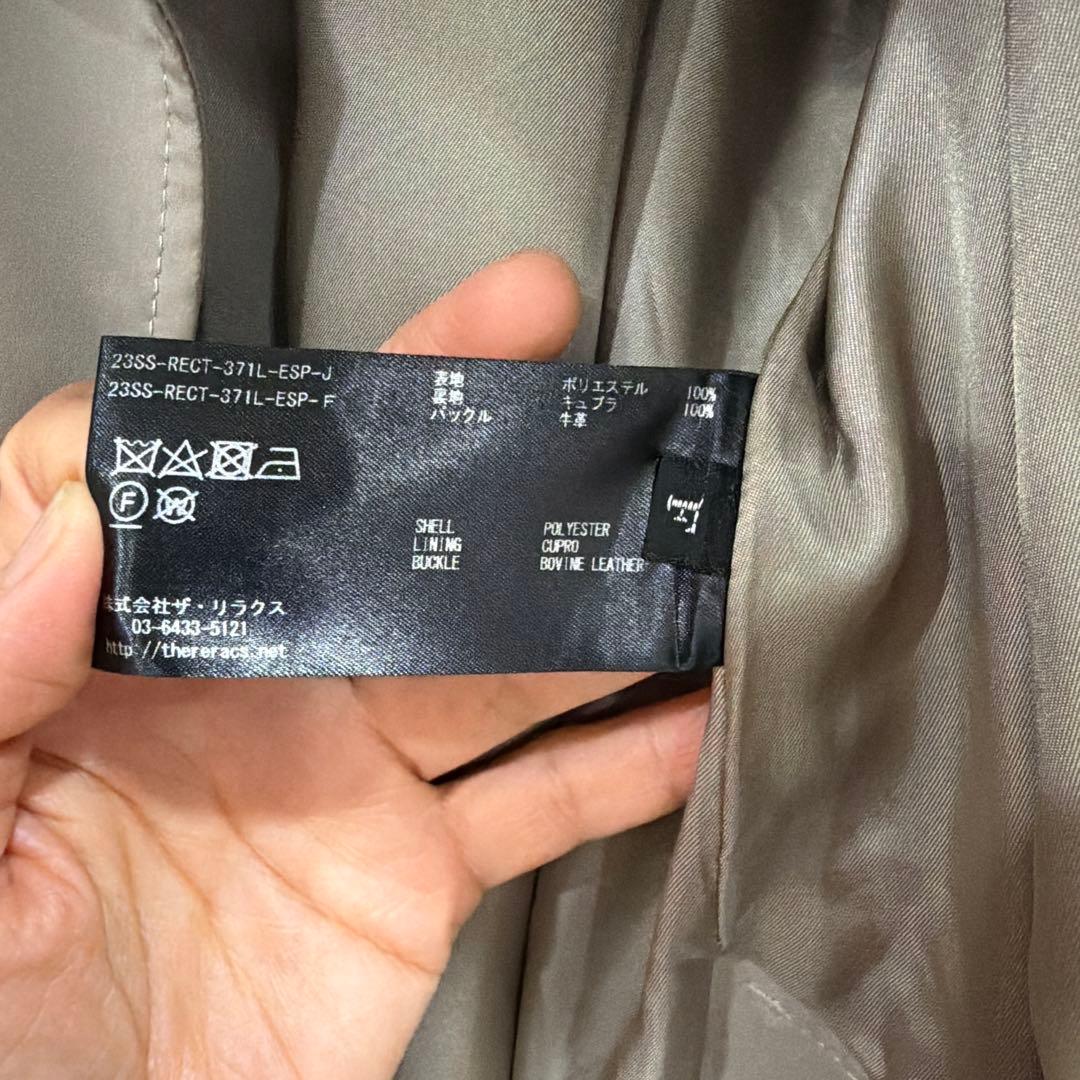 23SS-RECT-371L-ESP-J
23SS-RECT-371L-ESP-F
表地 ポリエステル 100%
裏地 キュプラ 100%
バックル 牛革
F
W
SHELL POLYESTER
LINING CUPRO
BUCKLE BOVINE LEATHER
株式会社ザ・リラクス
03-6433-5121
http://thereracs.net